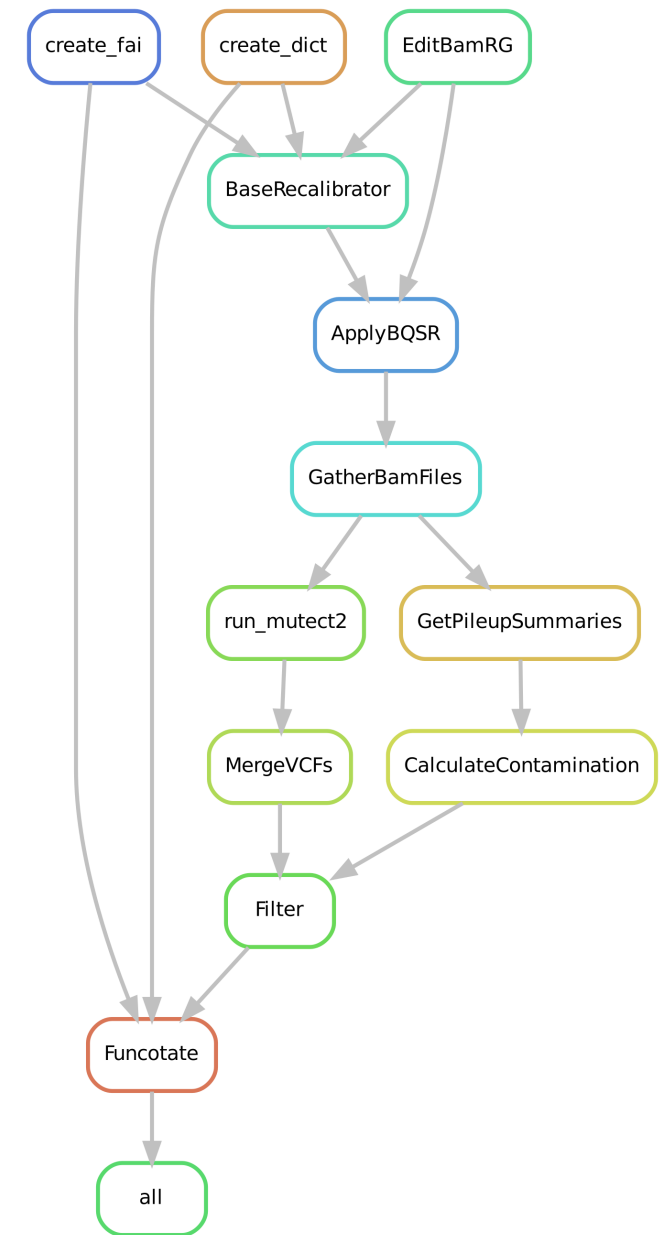 create_fai
create_dict
EditBamRG
BaseRecalibrator
ApplyBQSR
GatherBamFiles
run_mutect2
GetPileupSummaries
MergeVCFs
CalculateContamination
Filter
Funcotate
all